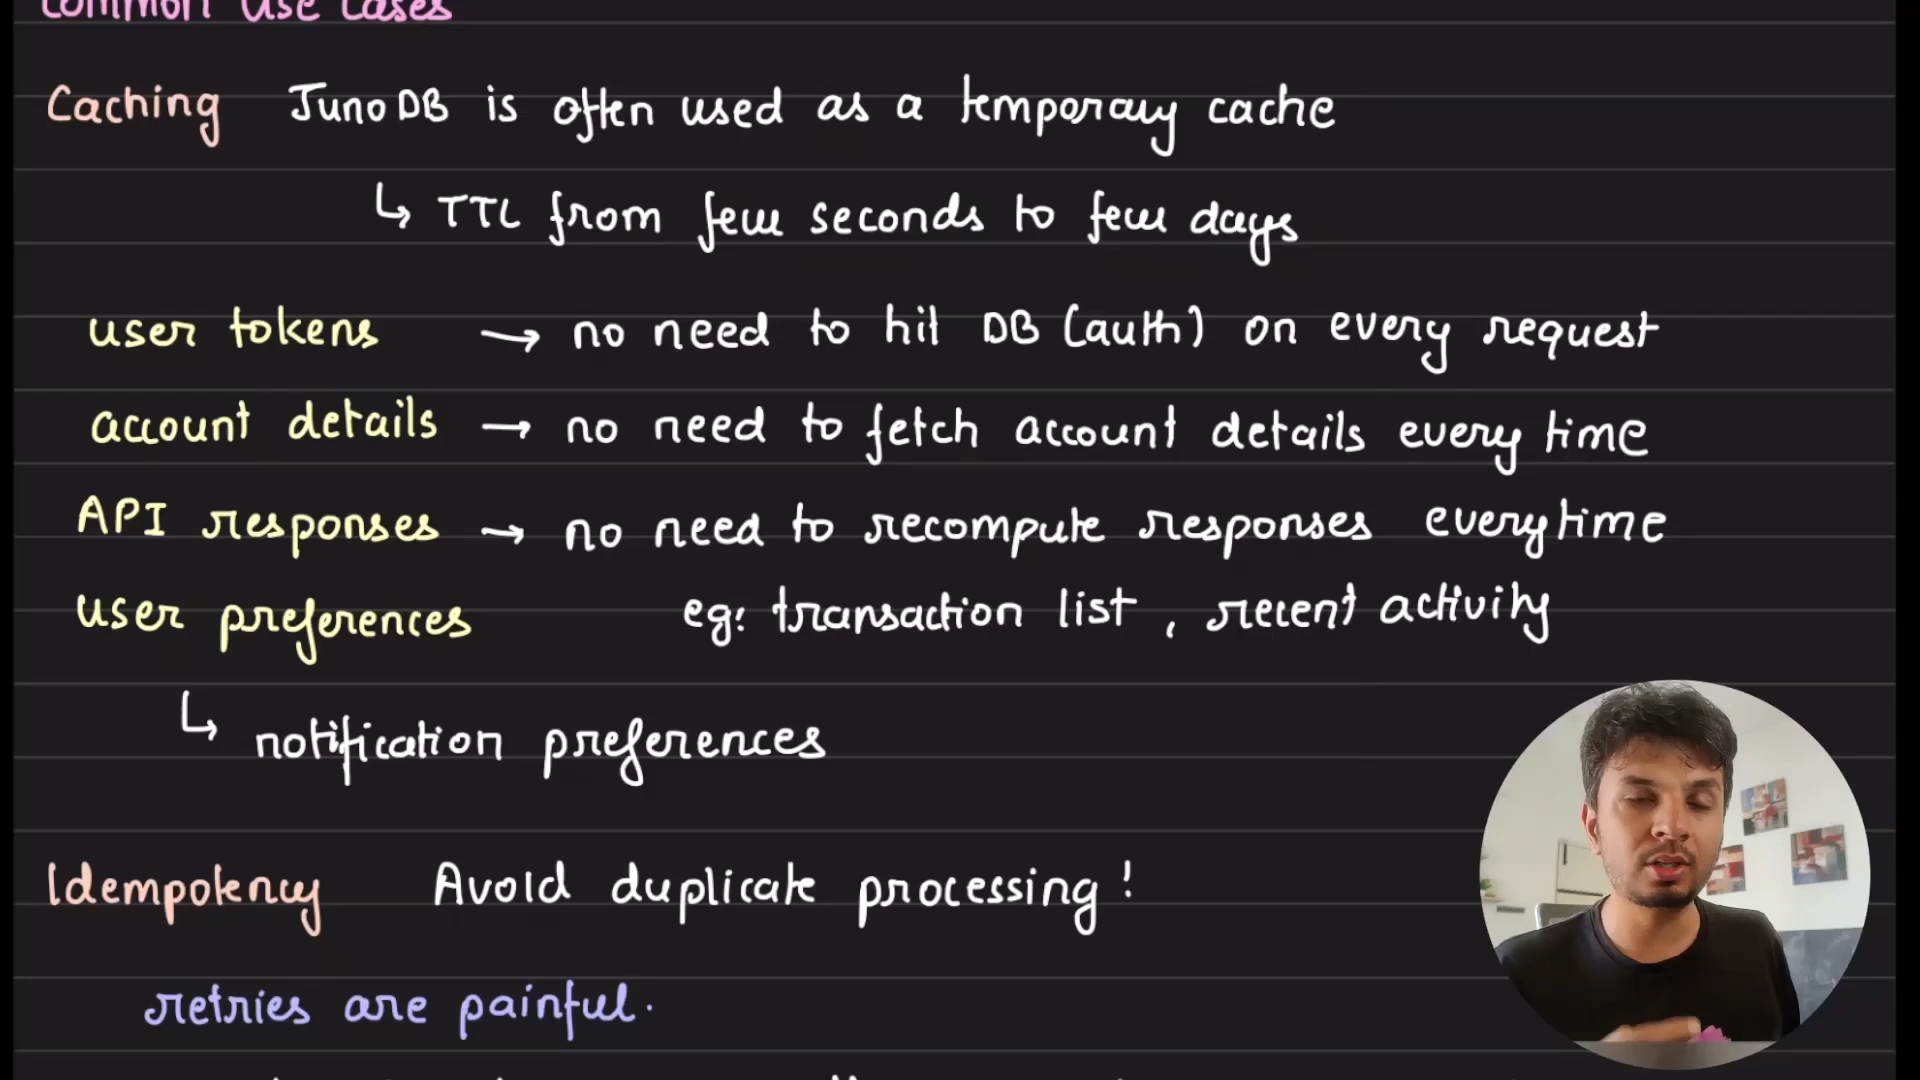 Common Use Cases
Caching JunoDB is often used as a temporary cache
↳ TTL from few seconds to few days
user tokens → no need to hit DB (auth) on every request
account details → no need to fetch account details every time
API responses → no need to recompute responses everytime
user preferences eg: transaction list, recent activity
↳ notification preferences
Idempotency Avoid duplicate processing!
retries are painful.